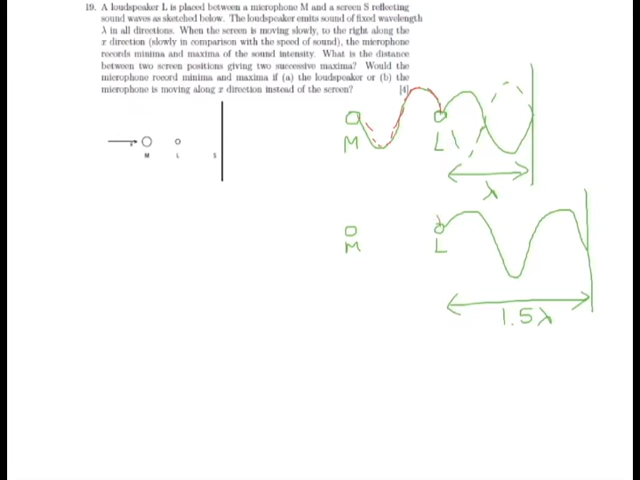 19. A loudspeaker L is placed between a microphone M and a screen S reflecting
sound waves as sketched below. The loudspeaker emits sound of fixed wavelength
λ in all directions. When the screen is moving slowly, to the right along the
x direction (slowly in comparison with the speed of sound), the microphone
records minima and maxima of the sound intensity. What is the distance
between two screen positions giving two successive maxima? Would the
microphone record minima and maxima if (a) the loudspeaker or (b) the
microphone is moving along x direction instead of the screen? [4]
M L S
M L
λ
M L
1.5λ